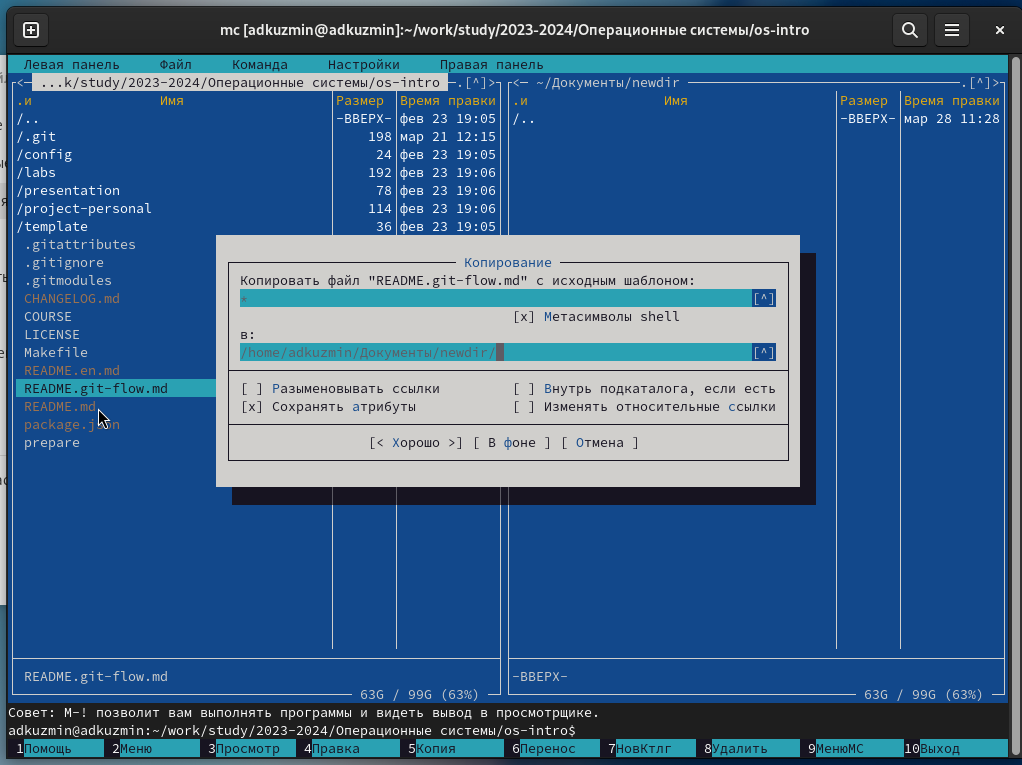 mc [adkuzmin@adkuzmin]:~/work/study/2023-2024/Операционные системы/os-intro
Левая панель Файл Команда Настройки Правая панель
<─ ...k/study/2023-2024/Операционные системы/os-intro ─.[^]>
.и Имя Размер Время правки
/.. -ВВЕРХ- фев 23 19:05
/.git 198 мар 21 12:15
/config 24 фев 23 19:05
/labs 192 фев 23 19:06
/presentation 78 фев 23 19:06
/project-personal 114 фев 23 19:06
/template 36 фев 23 19:05
.gitattributes
.gitignore
.gitmodules
CHANGELOG.md
COURSE
LICENSE
Makefile
README.en.md
README.git-flow.md
README.md
package.json
prepare
README.git-flow.md
63G / 99G (63%)
<─ ~/Документы/newdir ─.[^]>
.и Имя Размер Время правки
/.. -ВВЕРХ- мар 28 11:28
-ВВЕРХ-
63G / 99G (63%)
Копирование
Копировать файл "README.git-flow.md" с исходным шаблоном:
* [^]
[x] Метасимволы shell
в:
/home/adkuzmin/Документы/newdir/ [^]
[ ] Разыменовывать ссылки [ ] Внутрь подкаталога, если есть
[x] Сохранять атрибуты [ ] Изменять относительные ссылки
[< Хорошо >] [ В фоне ] [ Отмена ]
Совет: M-! позволит вам выполнять программы и видеть вывод в просмотрщике.
adkuzmin@adkuzmin:~/work/study/2023-2024/Операционные системы/os-intro$
1Помощь 2Меню 3Просмотр 4Правка 5Копия 6Перенос 7НовКтлг 8Удалить 9МенюМС 10Выход